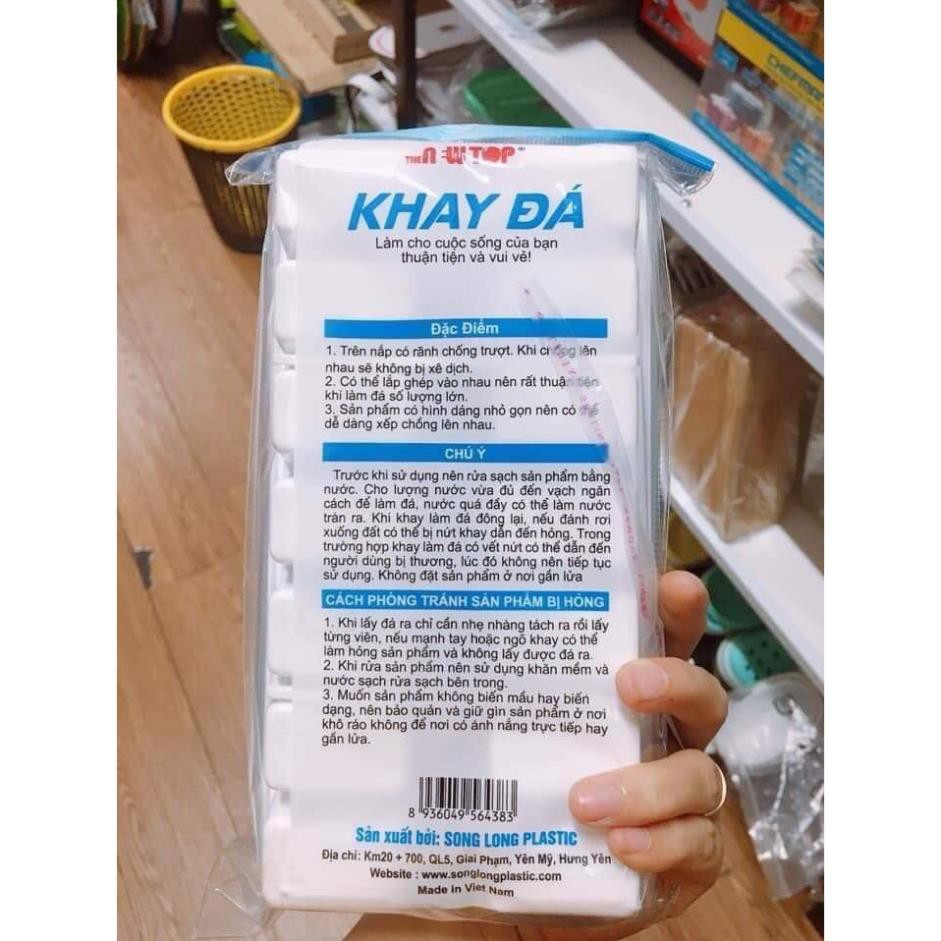 THE NEWTOP
KHAY ĐÁ
Làm cho cuộc sống của bạn
thuận tiện và vui vẻ!
Đặc Điểm
1. Trên nắp có rãnh chống trượt. Khi chồng lên
nhau sẽ không bị xê dịch.
2. Có thể lắp ghép vào nhau nên rất thuận tiện
khi làm đá số lượng lớn.
3. Sản phẩm có hình dáng nhỏ gọn nên có thể
dễ dàng xếp chồng lên nhau.
CHÚ Ý
Trước khi sử dụng nên rửa sạch sản phẩm bằng
nước. Cho lượng nước vừa đủ đến vạch ngăn
cách để làm đá, nước quá đầy có thể làm nước
tràn ra. Khi khay làm đá đông lại, nếu đánh rơi
xuống đất có thể bị nứt khay dẫn đến hỏng. Trong
trường hợp khay làm đá có vết nứt có thể dẫn đến
người dùng bị thương, lúc đó không nên tiếp tục
sử dụng. Không đặt sản phẩm ở nơi gần lửa
CÁCH PHÒNG TRÁNH SẢN PHẨM BỊ HỎNG
1. Khi lấy đá ra chỉ cần nhẹ nhàng tách ra rồi lấy
từng viên, nếu mạnh tay hoặc ngõ khay có thể
làm hỏng sản phẩm và không lấy được đá ra.
2. Khi rửa sản phẩm nên sử dụng khăn mềm và
nước sạch rửa sạch bên trong.
3. Muốn sản phẩm không biến mầu hay biến
dạng, nên bảo quản và giữ gìn sản phẩm ở nơi
khô ráo không để nơi có ánh nắng trực tiếp hay
gần lửa.
8 936049 564383
Sản xuất bởi: SONG LONG PLASTIC
Địa chỉ: Km20 + 700, QL5, Giai Phạm, Yên Mỹ, Hưng Yên
Website : www.songlongplastic.com
Made in Viet Nam
CHEFMAN